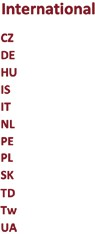 International
CZ
DE
HU
IS
IT
NL
PE
PL
SK
TD
Tw
UA